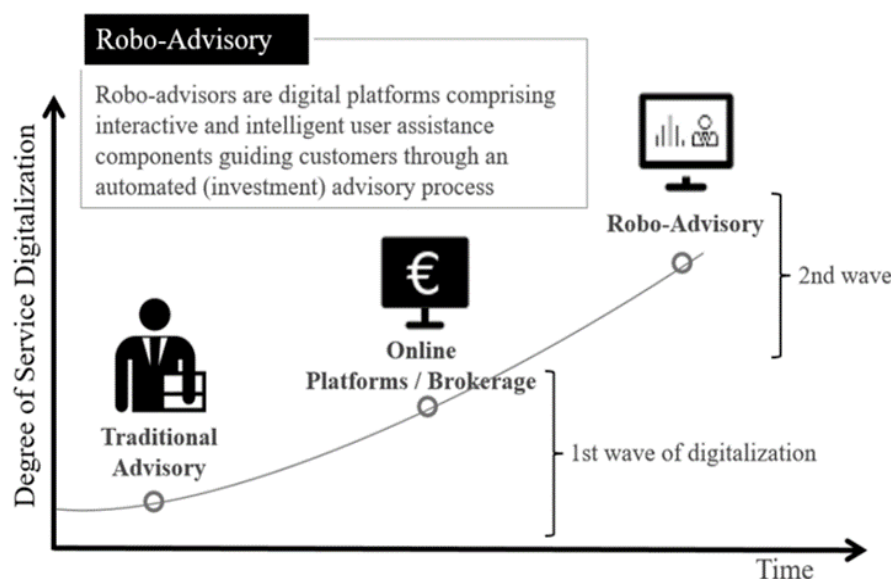 Robo-Advisory
Robo-advisors are digital platforms comprising
interactive and intelligent user assistance
components guiding customers through an
automated (investment) advisory process
Degree of Service Digitalization
Robo-Advisory
2nd wave
€
Online
Platforms / Brokerage
Traditional
Advisory
1st wave of digitalization
Time